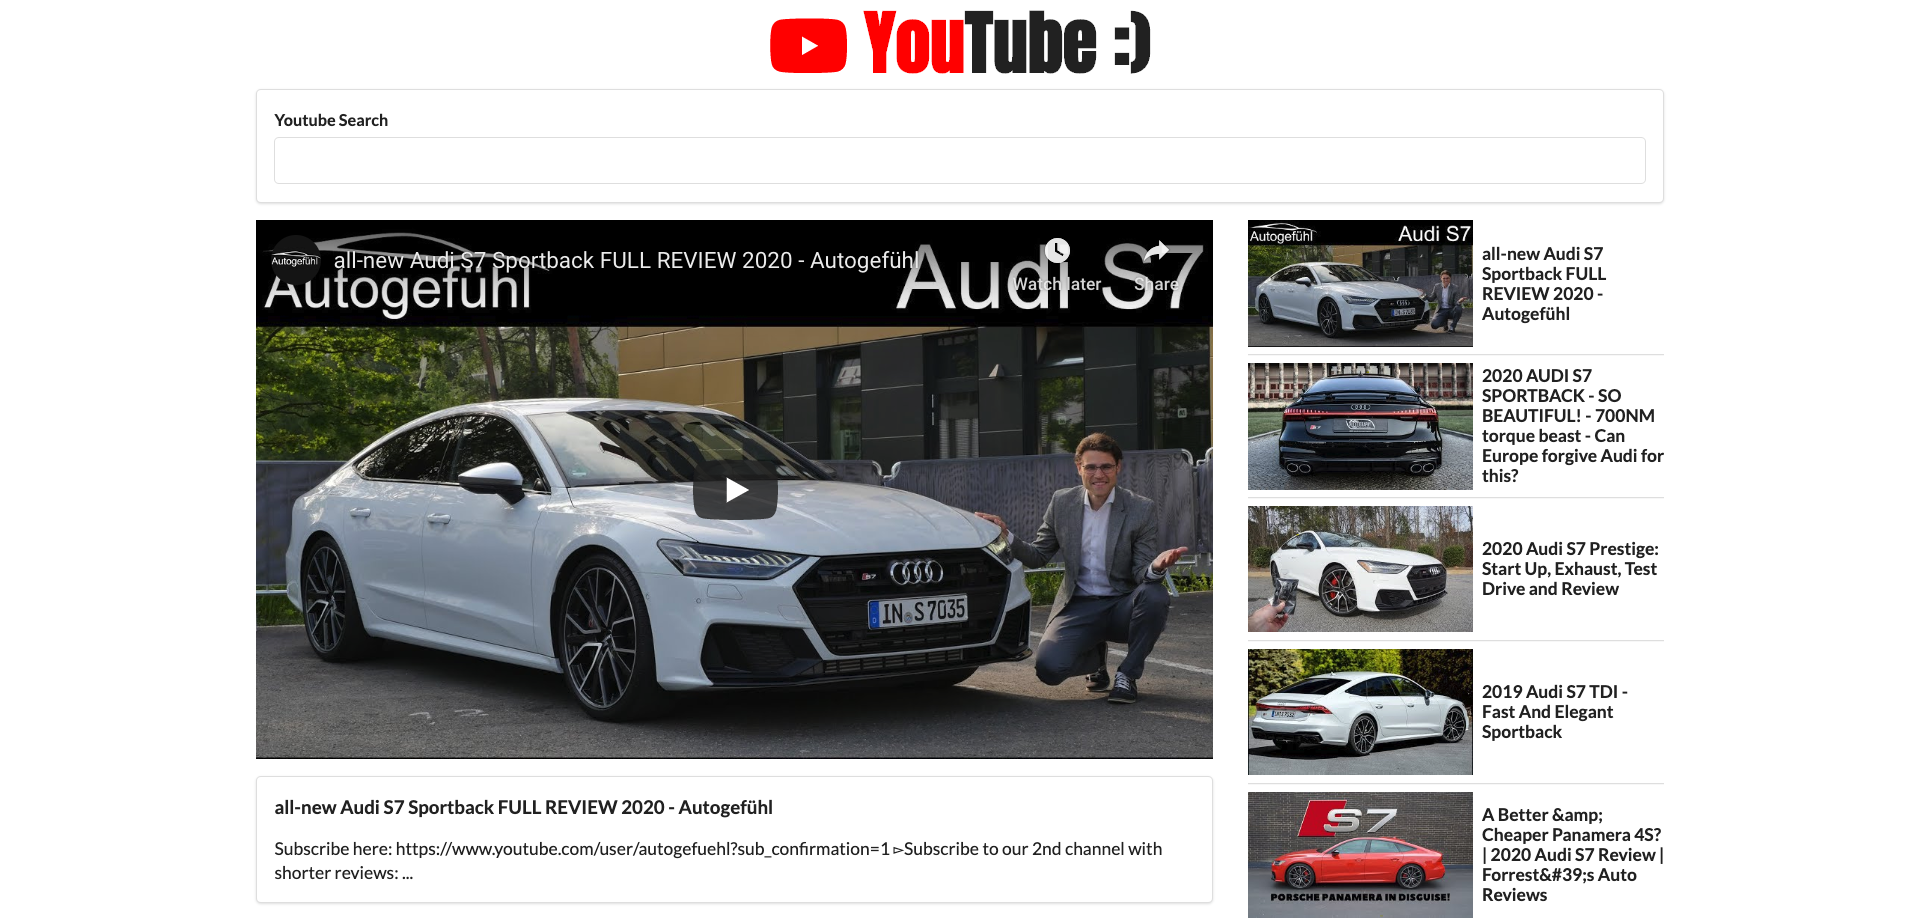 YouTube :)
Youtube Search
Autogefühl
all-new Audi S7 Sportback FULL REVIEW 2020 - Autogefühl
Watch later
Share
Autogefühl
Audi S7
S7
IN S 7035
all-new Audi S7 Sportback FULL REVIEW 2020 - Autogefühl
Subscribe here: https://www.youtube.com/user/autogefuehl?sub_confirmation=1 ▻Subscribe to our 2nd channel with
shorter reviews: ...
Autogefühl
Audi S7
all-new Audi S7
Sportback FULL
REVIEW 2020 -
Autogefühl
2020 AUDI S7
SPORTBACK - SO
BEAUTIFUL! - 700NM
torque beast - Can
Europe forgive Audi for
this?
2020 Audi S7 Prestige:
Start Up, Exhaust, Test
Drive and Review
2019 Audi S7 TDI -
Fast And Elegant
Sportback
S7
PORSCHE PANAMERA IN DISGUISE!
A Better &amp;
Cheaper Panamera 4S?
| 2020 Audi S7 Review |
Forrest&#39;s Auto
Reviews